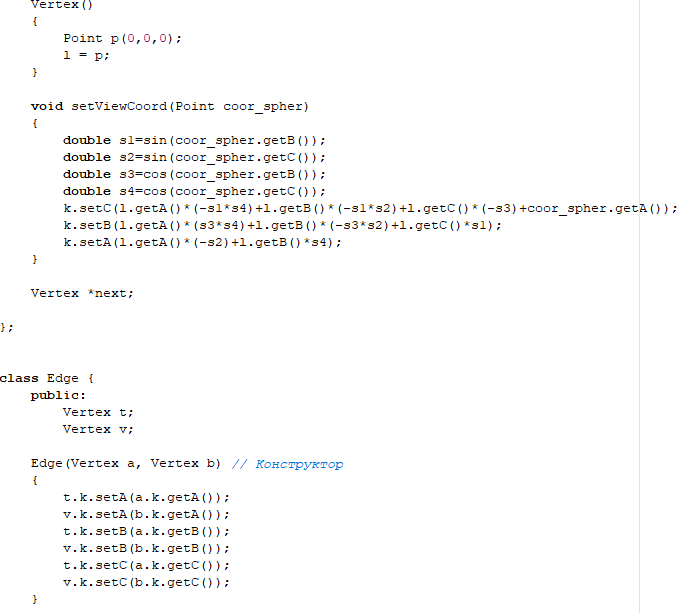 Vertex()
{
Point p(0,0,0);
l = p;
}
void setViewCoord(Point coor_spher)
{
double s1=sin(coor_spher.getB());
double s2=sin(coor_spher.getC());
double s3=cos(coor_spher.getB());
double s4=cos(coor_spher.getC());
k.setC(l.getA()*(-s1*s4)+l.getB()*(-s1*s2)+l.getC()*(-s3)+coor_spher.getA());
k.setB(l.getA()*(s3*s4)+l.getB()*(-s3*s2)+l.getC()*s1);
k.setA(l.getA()*(-s2)+l.getB()*s4);
}
Vertex *next;
};
class Edge {
public:
Vertex t;
Vertex v;
Edge(Vertex a, Vertex b) // Конструктор
{
t.k.setA(a.k.getA());
v.k.setA(b.k.getA());
t.k.setB(a.k.getB());
v.k.setB(b.k.getB());
t.k.setC(a.k.getC());
v.k.setC(b.k.getC());
}